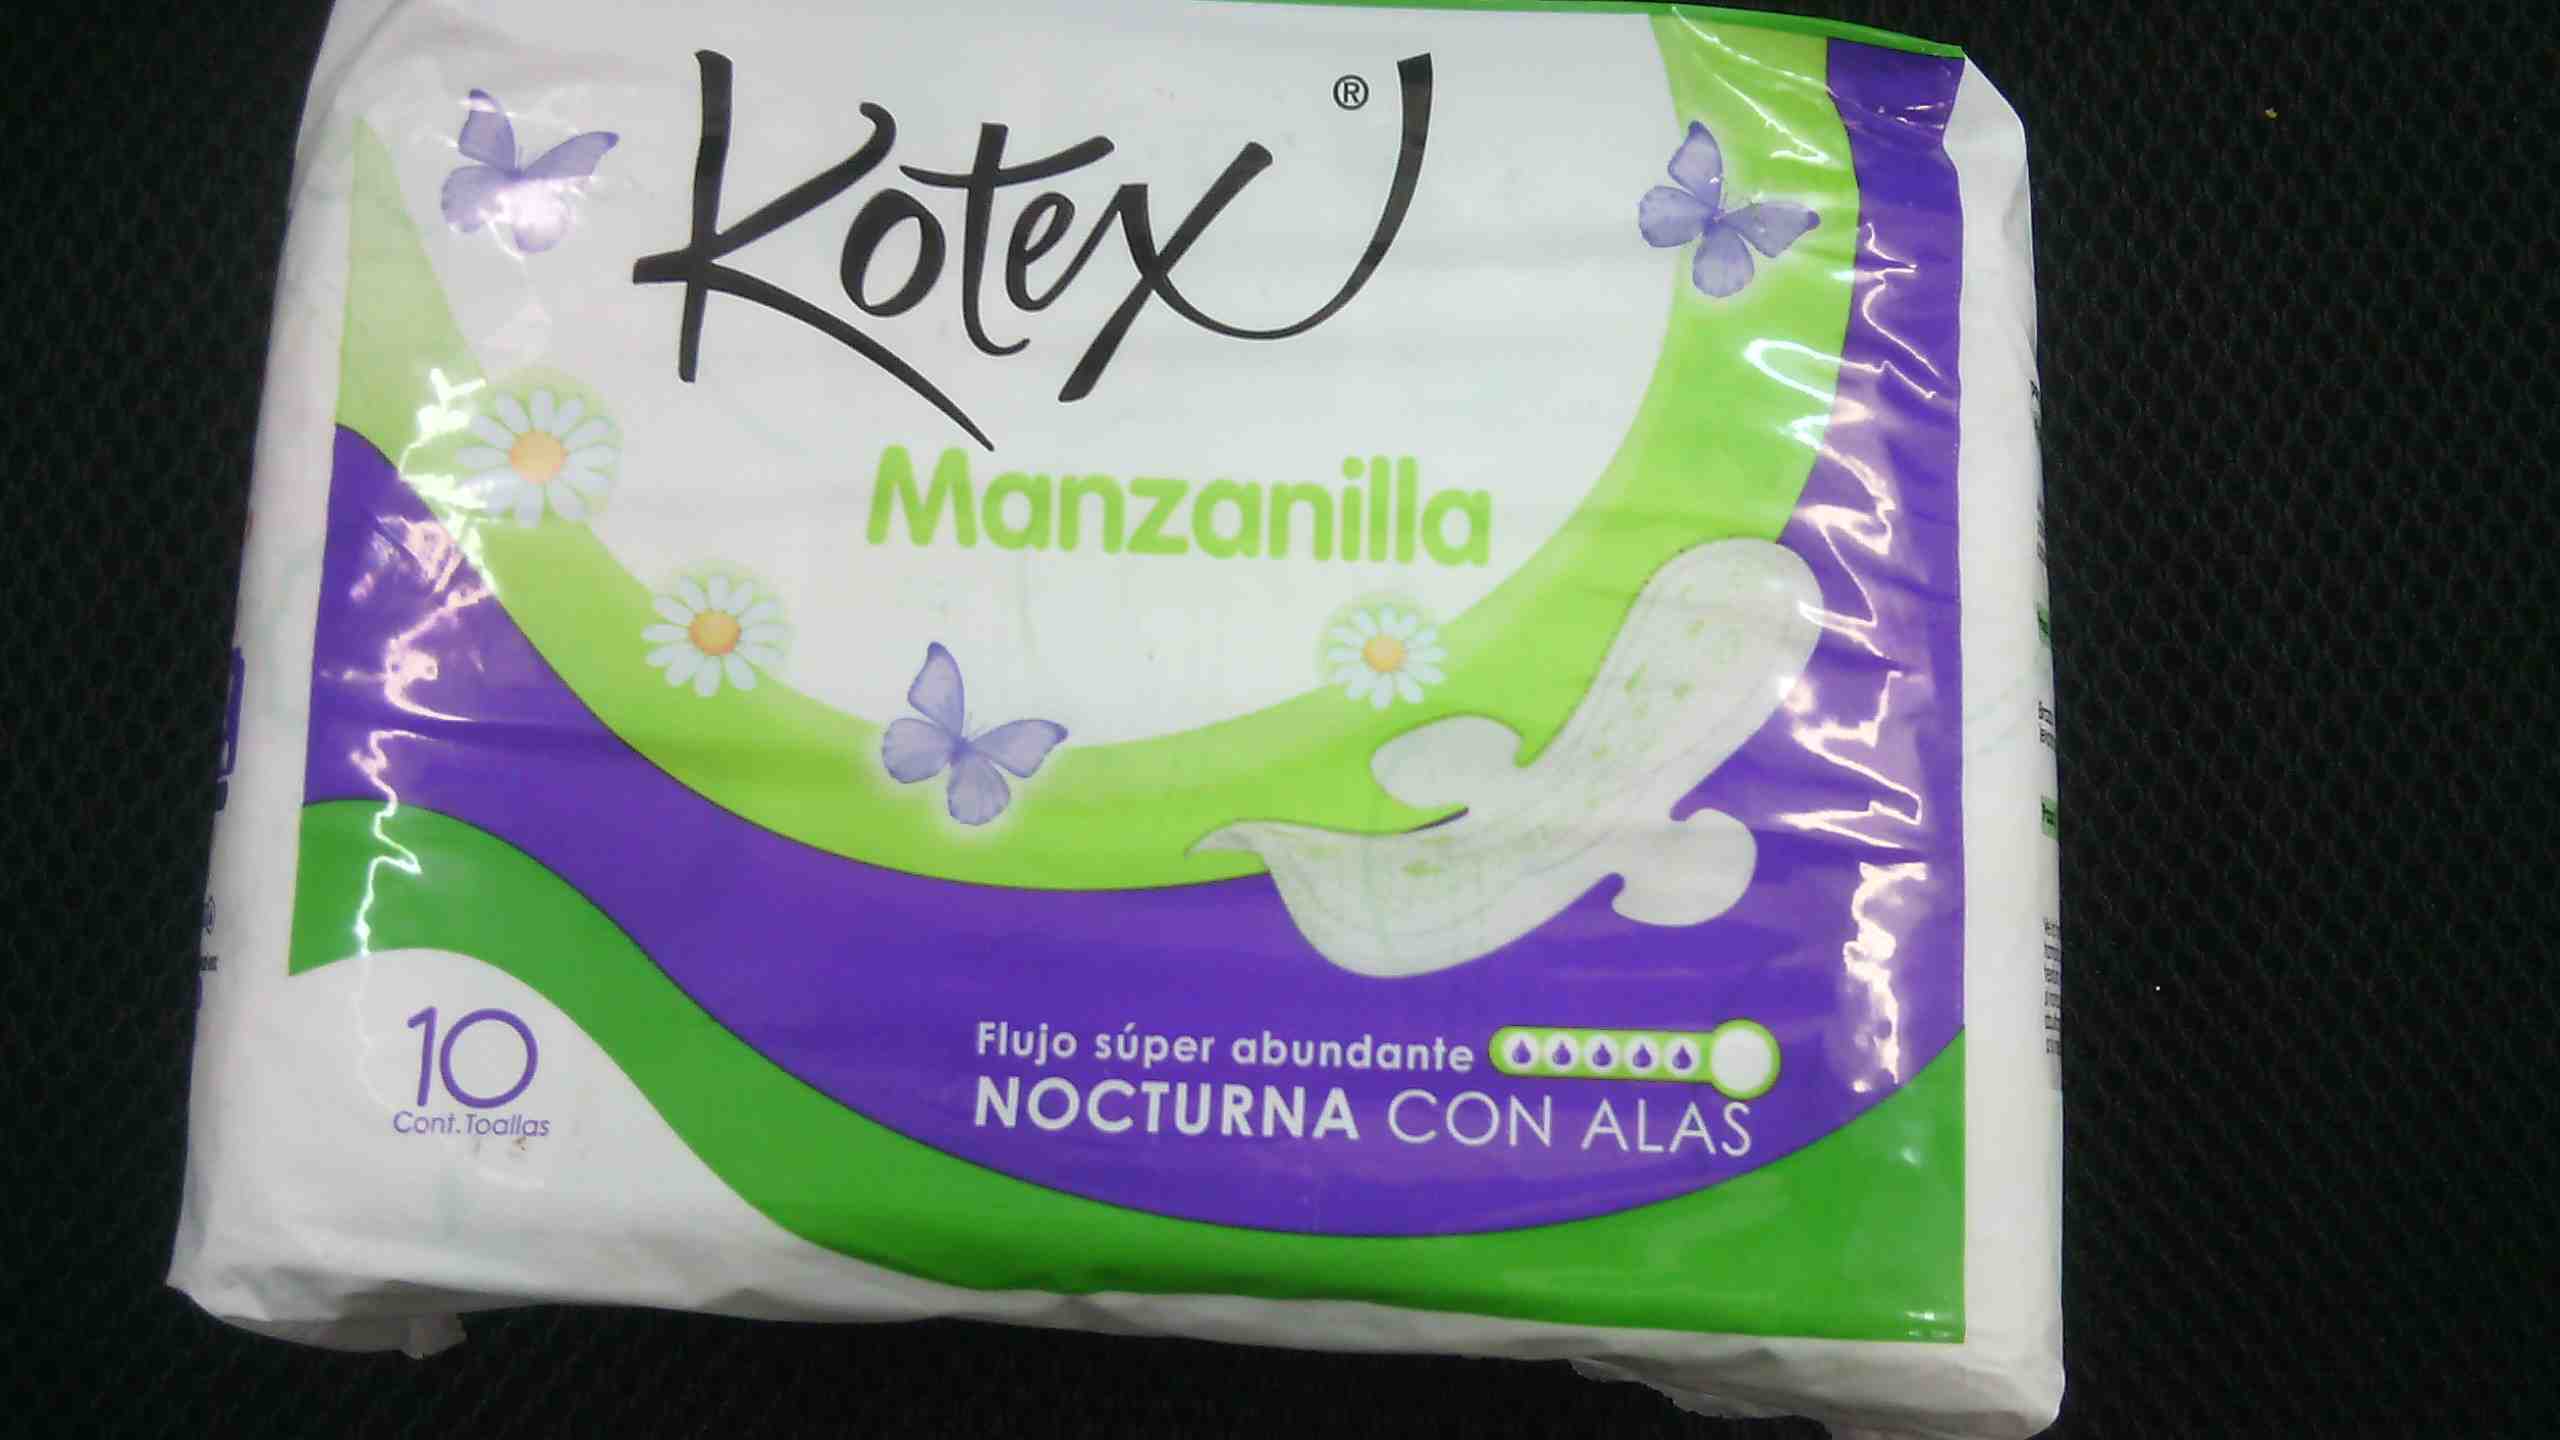 Kotex®
Manzanilla
Flujo súper abundante
NOCTURNA CON ALAS
10
Cont. Toallas